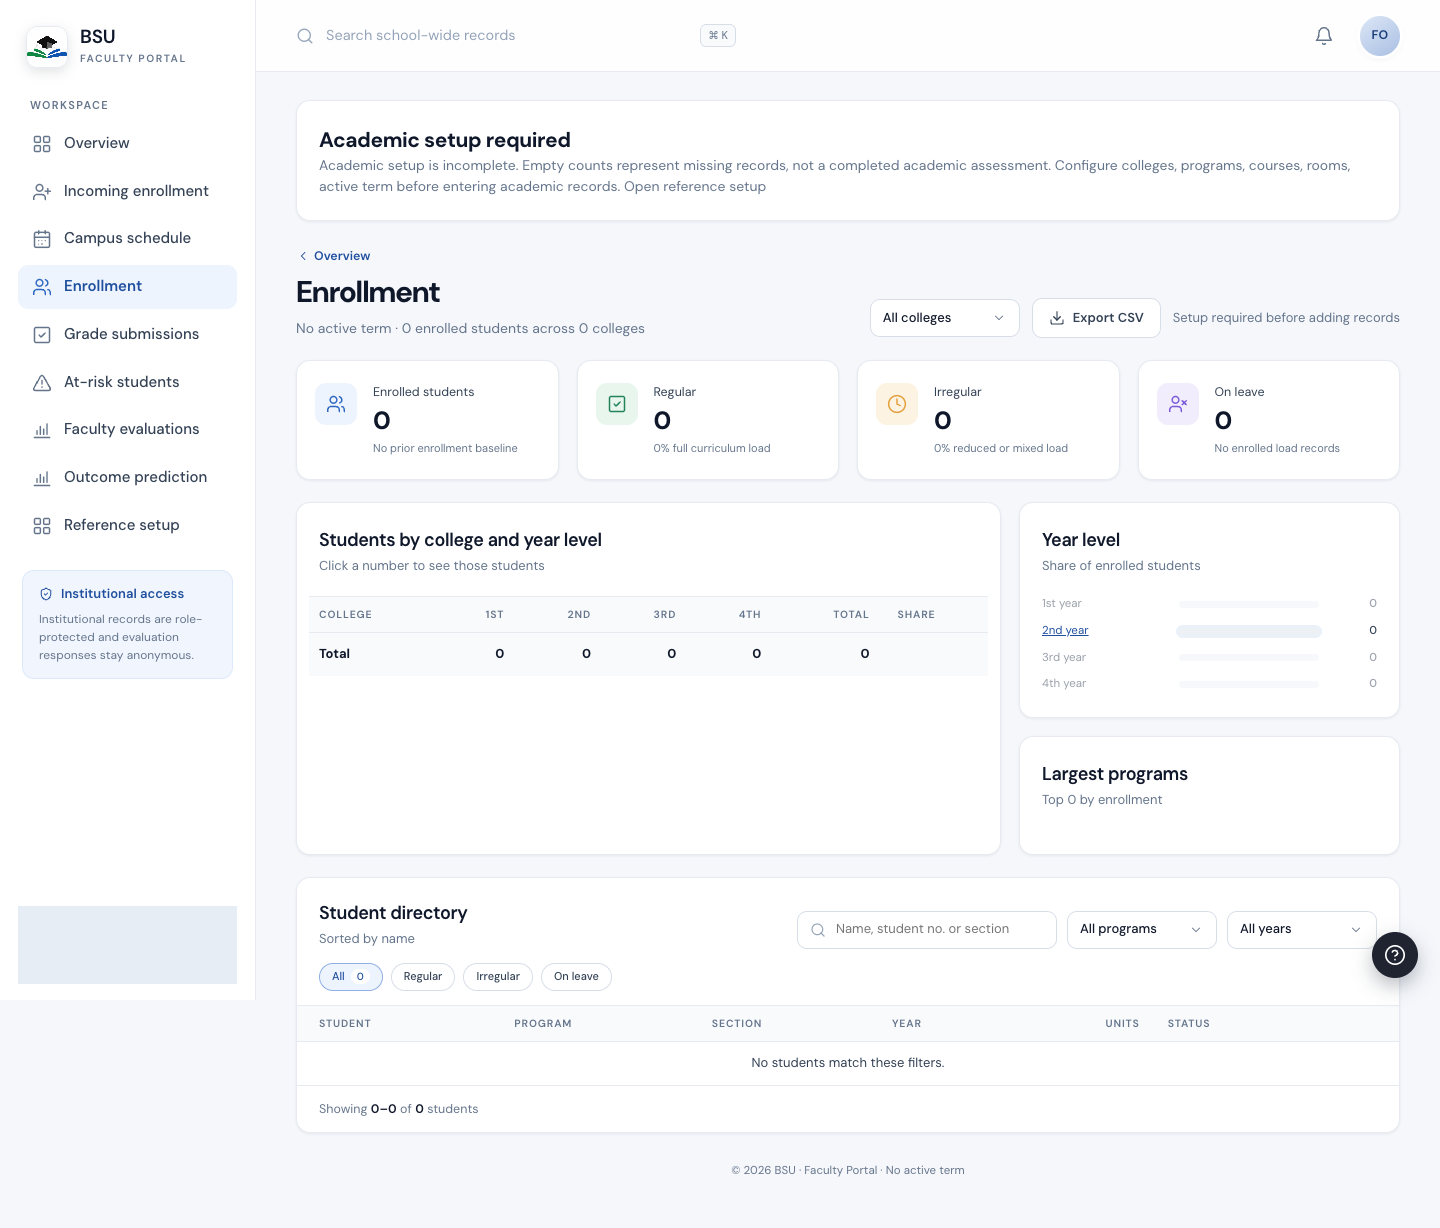 BSU
FACULTY PORTAL
Search school-wide records
⌘ K
FO
WORKSPACE
Overview
Incoming enrollment
Campus schedule
Enrollment
Grade submissions
At-risk students
Faculty evaluations
Outcome prediction
Reference setup
Institutional access
Institutional records are role-
protected and evaluation
responses stay anonymous.
Academic setup required
Academic setup is incomplete. Empty counts represent missing records, not a completed academic assessment. Configure colleges, programs, courses, rooms,
active term before entering academic records. Open reference setup
Overview
Enrollment
No active term · 0 enrolled students across 0 colleges
All colleges
Export CSV
Setup required before adding records
Enrolled students
0
No prior enrollment baseline
Regular
0
0% full curriculum load
Irregular
0
0% reduced or mixed load
On leave
0
No enrolled load records
Students by college and year level
Click a number to see those students
COLLEGE 1ST 2ND 3RD 4TH TOTAL SHARE
Total 0 0 0 0 0
Year level
Share of enrolled students
1st year 0
2nd year 0
3rd year 0
4th year 0
Largest programs
Top 0 by enrollment
Student directory
Sorted by name
Name, student no. or section
All programs
All years
All 0
Regular
Irregular
On leave
STUDENT PROGRAM SECTION YEAR UNITS STATUS
No students match these filters.
Showing 0–0 of 0 students
© 2026 BSU · Faculty Portal · No active term